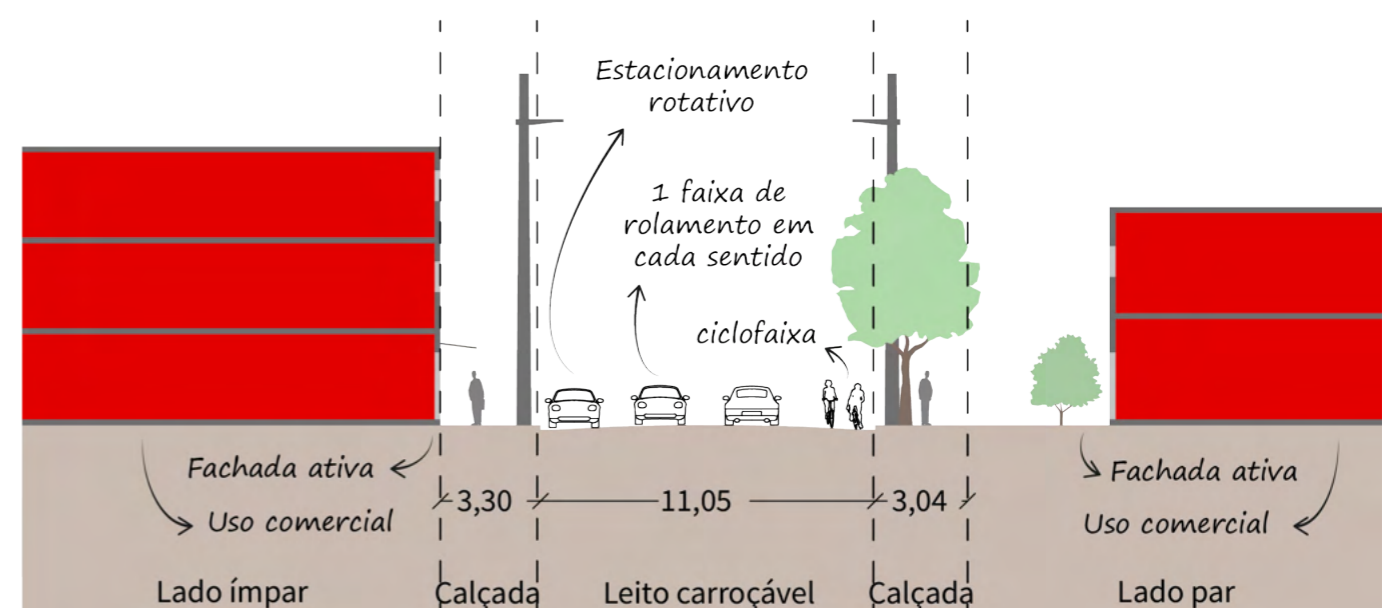 Estacionamento
rotativo
1 faixa de
rolamento em
cada sentido
ciclofaixa
Fachada ativa
Uso comercial
3,30
11,05
3,04
Fachada ativa
Uso comercial
Lado ímpar
Calçada
Leito carroçável
Calçada
Lado par